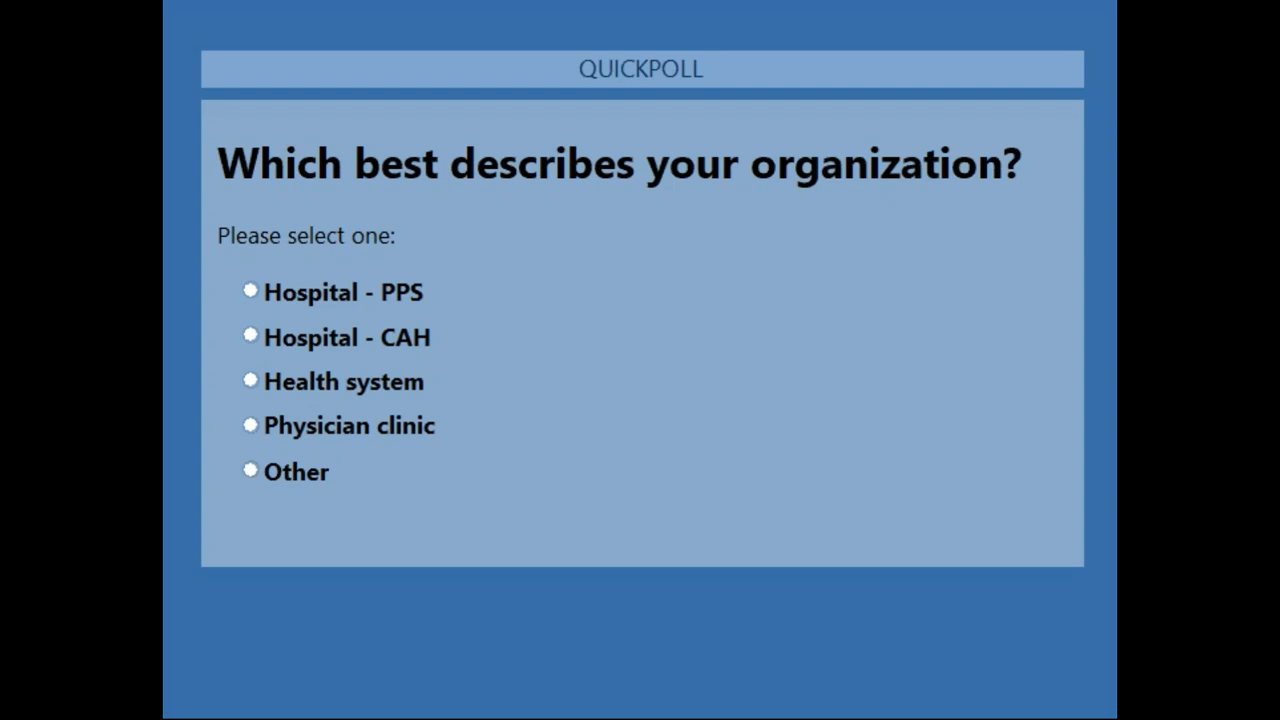 QUICKPOLL
Which best describes your organization?
Please select one:
Hospital - PPS
Hospital - CAH
Health system
Physician clinic
Other